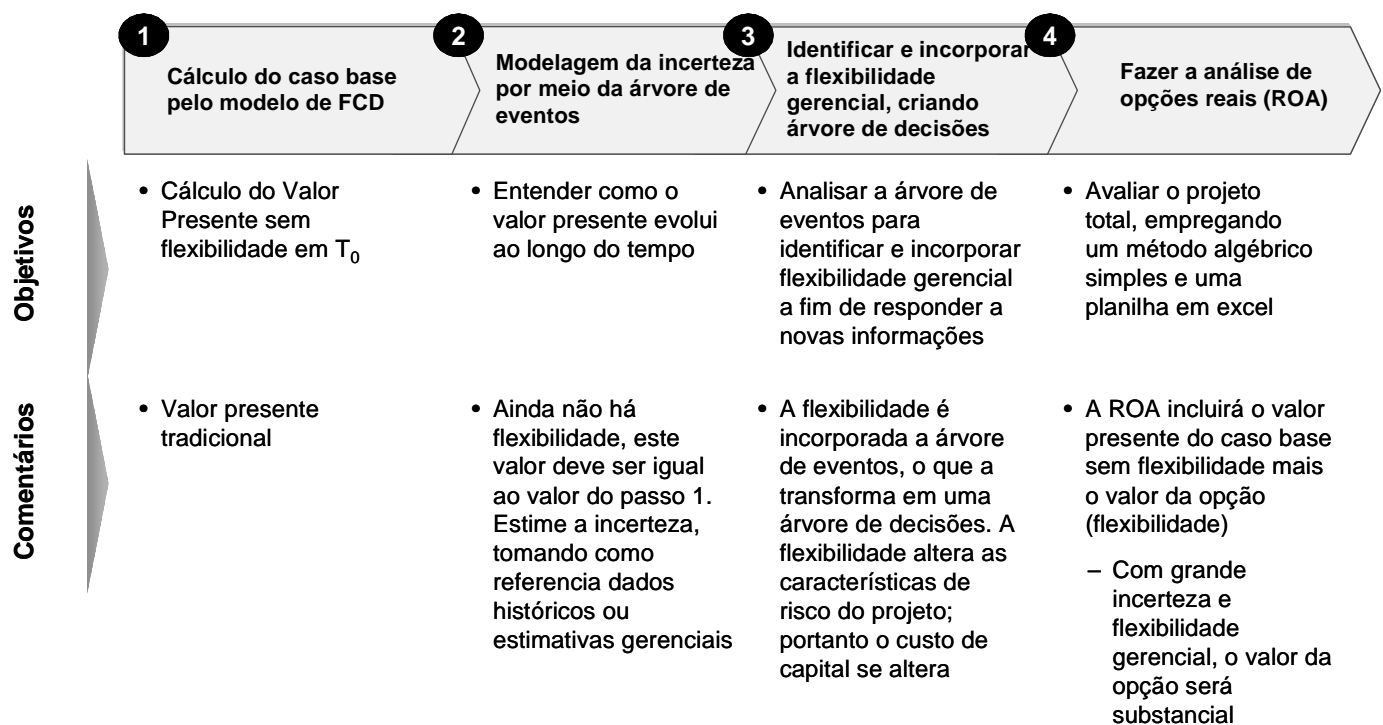 1
Cálculo do caso base
pelo modelo de FCD
2
Modelagem da incerteza
por meio da árvore de
eventos
3
Identificar e incorporar
a flexibilidade
gerencial, criando
árvore de decisões
4
Fazer a análise de
opções reais (ROA)
Objetivos
• Cálculo do Valor
Presente sem
flexibilidade em T0
• Entender como o
valor presente evolui
ao longo do tempo
• Analisar a árvore de
eventos para
identificar e incorporar
flexibilidade gerencial
a fim de responder a
novas informações
• Avaliar o projeto
total, empregando
um método algébrico
simples e uma
planilha em excel
Comentários
• Valor presente
tradicional
• Ainda não há
flexibilidade, este
valor deve ser igual
ao valor do passo 1.
Estime a incerteza,
tomando como
referencia dados
históricos ou
estimativas gerenciais
• A flexibilidade é
incorporada a árvore
de eventos, o que a
transforma em uma
árvore de decisões. A
flexibilidade altera as
características de
risco do projeto;
portanto o custo de
capital se altera
• A ROA incluirá o valor
presente do caso base
sem flexibilidade mais
o valor da opção
(flexibilidade)
– Com grande
incerteza e
flexibilidade
gerencial, o valor da
opção será
substancial